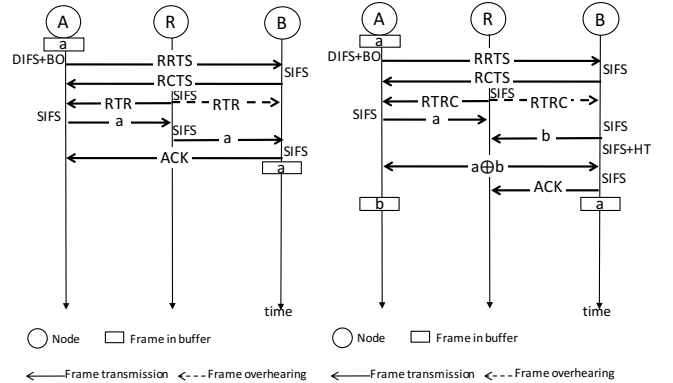 A R B
a
DIFS+BO RRTS
SIFS
RCTS
SIFS
RTR RTR
SIFS a
SIFS a
SIFS
ACK
a
time
Node Frame in buffer
Frame transmission Frame overhearing
A R B
a
DIFS+BO RRTS
SIFS
RCTS
SIFS
RTRC RTRC
SIFS a
SIFS
b
SIFS+HT
a⊕b
SIFS
ACK
b a
time
Node Frame in buffer
Frame transmission Frame overhearing